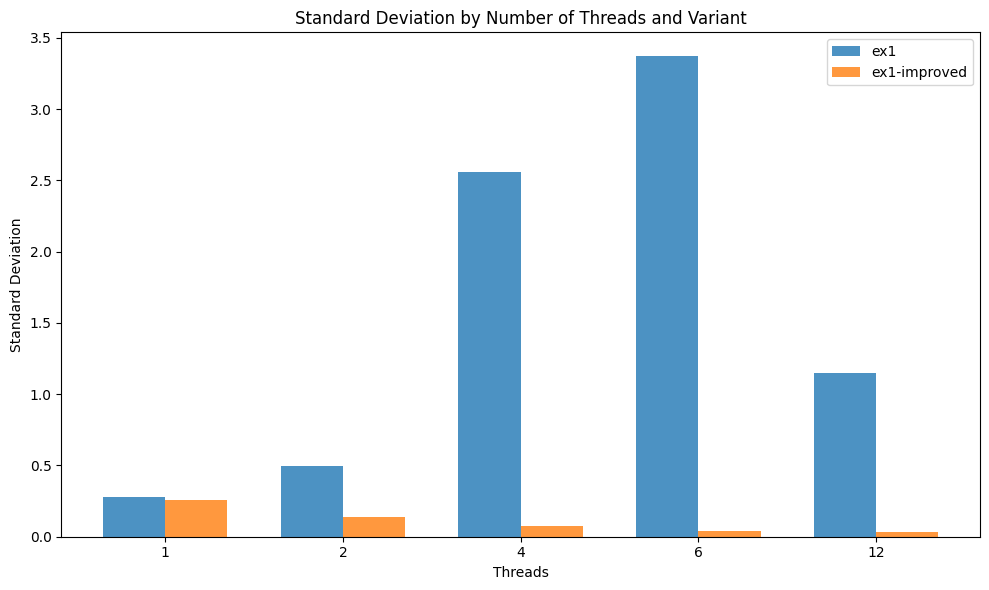 Standard Deviation by Number of Threads and Variant
ex1
ex1-improved
3.5
3.0
2.5
2.0
1.5
1.0
0.5
0.0
Standard Deviation
1 2 4 6 12
Threads